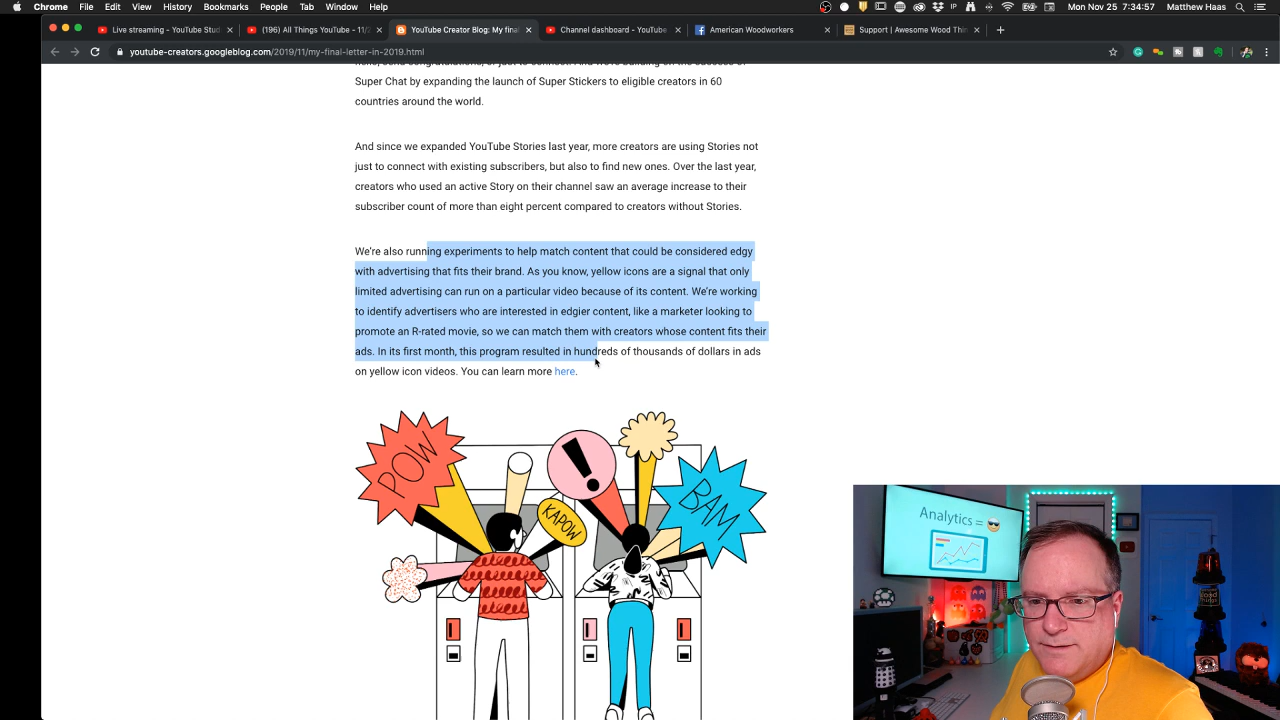 Chrome File Edit View History Bookmarks People Tab Window Help
Wed Nov 27 7:34:57 Matthew Haas
Live streaming - YouTube Stud
(196) All Things YouTube - 11/2
YouTube Creator Blog: My fina
Channel dashboard - YouTube
American Woodworkers
Support | Awesome Wood Thin
youtube-creators.googleblog.com/2019/11/my-final-letter-in-2019.html
Super Chat by expanding the launch of Super Stickers to eligible creators in 60
countries around the world.
And since we expanded YouTube Stories last year, more creators are using Stories not
just to connect with existing subscribers, but also to find new ones. Over the last year,
creators who used an active Story on their channel saw an average increase to their
subscriber count of more than eight percent compared to creators without Stories.
We're also running experiments to help match content that could be considered edgy
with advertising that fits their brand. As you know, yellow icons are a signal that only
limited advertising can run on a particular video because of its content. We're working
to identify advertisers who are interested in edgier content, like a marketer looking to
promote an R-rated movie, so we can match them with creators whose content fits their
ads. In its first month, this program resulted in hundreds of thousands of dollars in ads
on yellow icon videos. You can learn more here.
POW
!
KAPOW
BAM
Analytics =